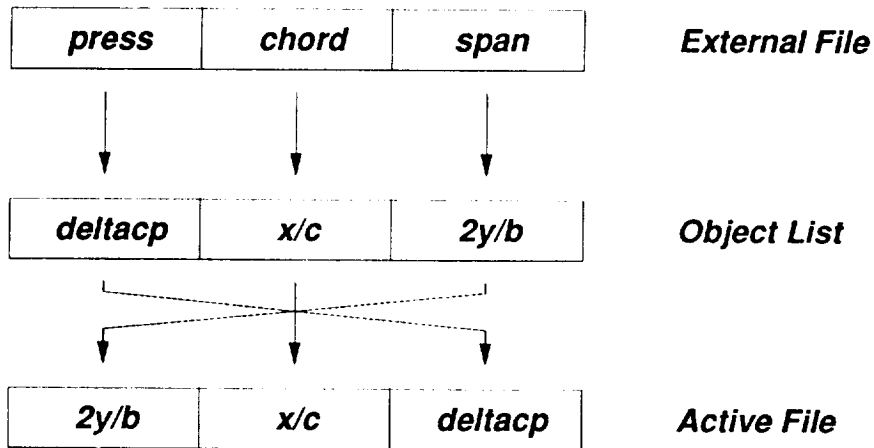 press chord span External File
deltacp x/c 2y/b Object List
2y/b x/c deltacp Active File